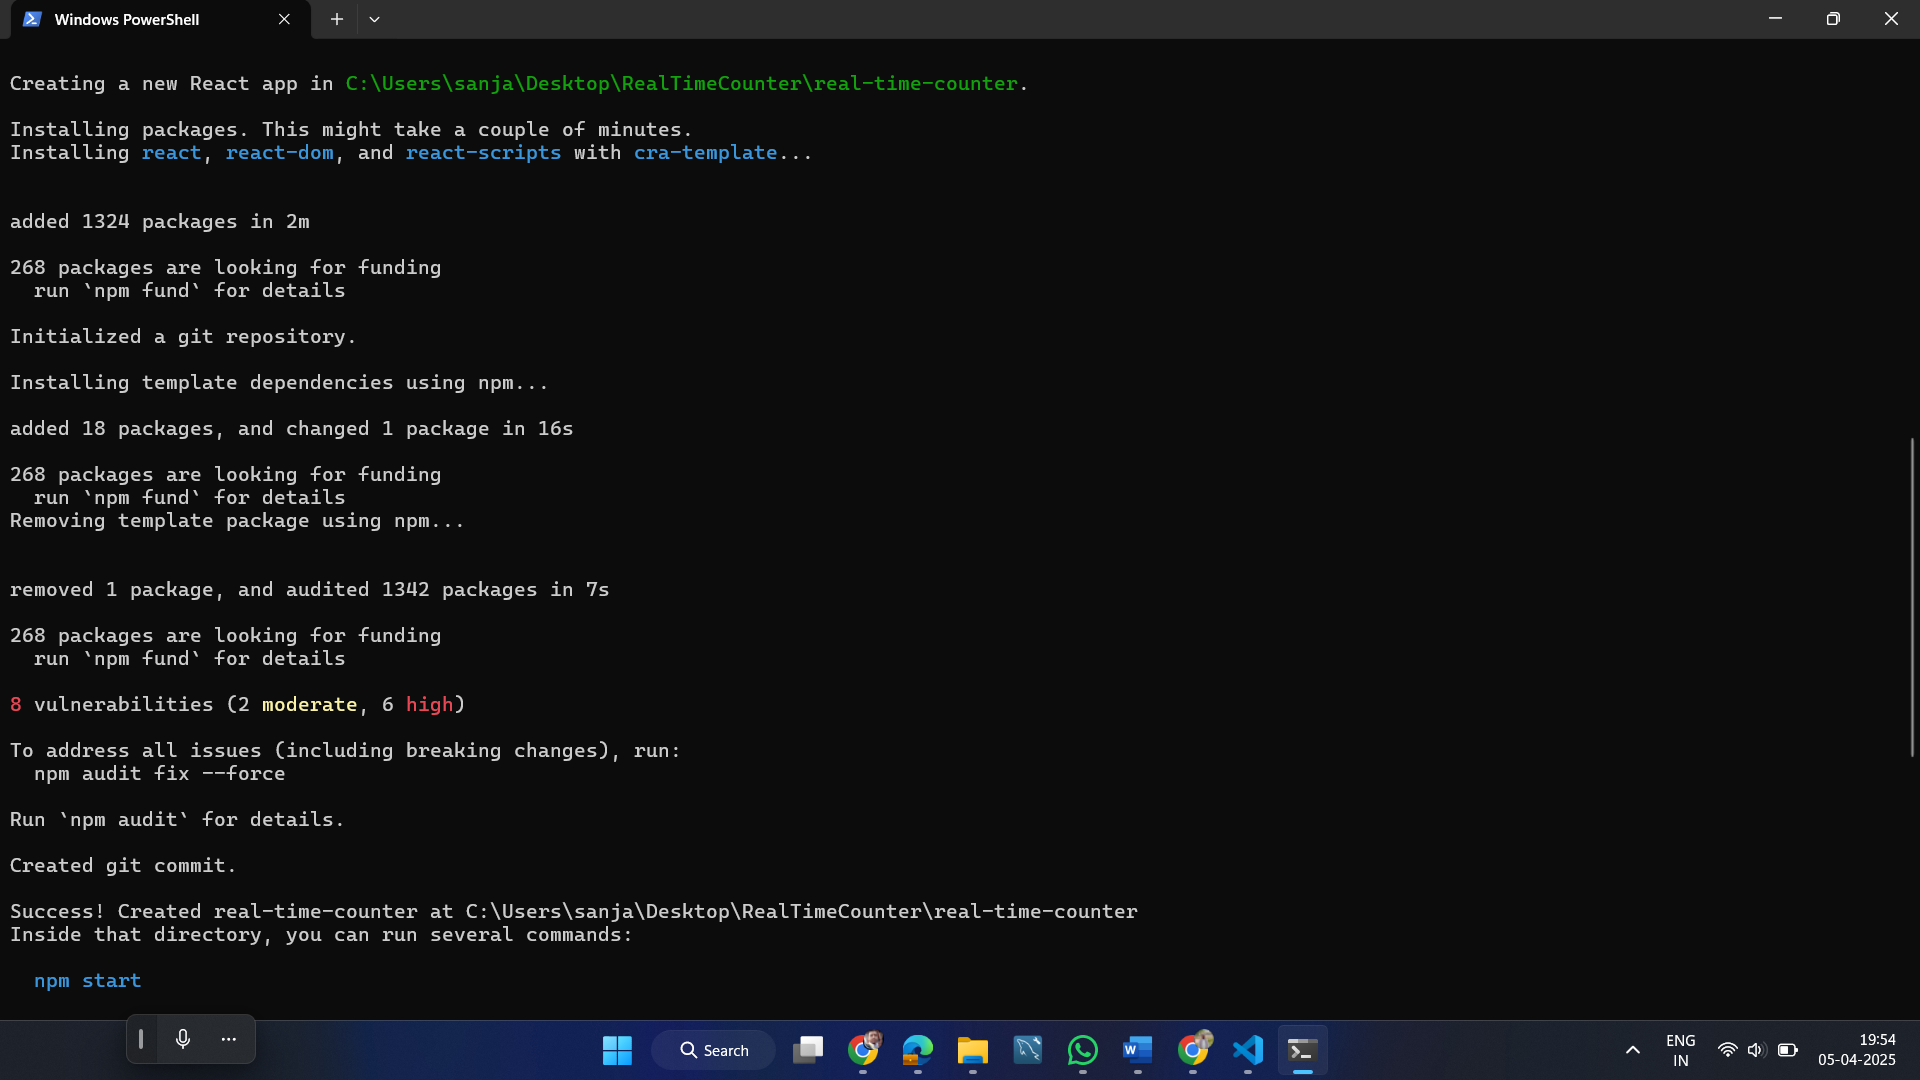 Windows PowerShell
Creating a new React app in C:\Users\sanja\Desktop\RealTimeCounter\real-time-counter.
Installing packages. This might take a couple of minutes.
Installing react, react-dom, and react-scripts with cra-template...
added 1324 packages in 2m
268 packages are looking for funding
  run `npm fund` for details
Initialized a git repository.
Installing template dependencies using npm...
added 18 packages, and changed 1 package in 16s
268 packages are looking for funding
  run `npm fund` for details
Removing template package using npm...
removed 1 package, and audited 1342 packages in 7s
268 packages are looking for funding
  run `npm fund` for details
8 vulnerabilities (2 moderate, 6 high)
To address all issues (including breaking changes), run:
  npm audit fix --force
Run `npm audit` for details.
Created git commit.
Success! Created real-time-counter at C:\Users\sanja\Desktop\RealTimeCounter\real-time-counter
Inside that directory, you can run several commands:
  npm start
Search
ENG
IN
19:54
05-04-2025